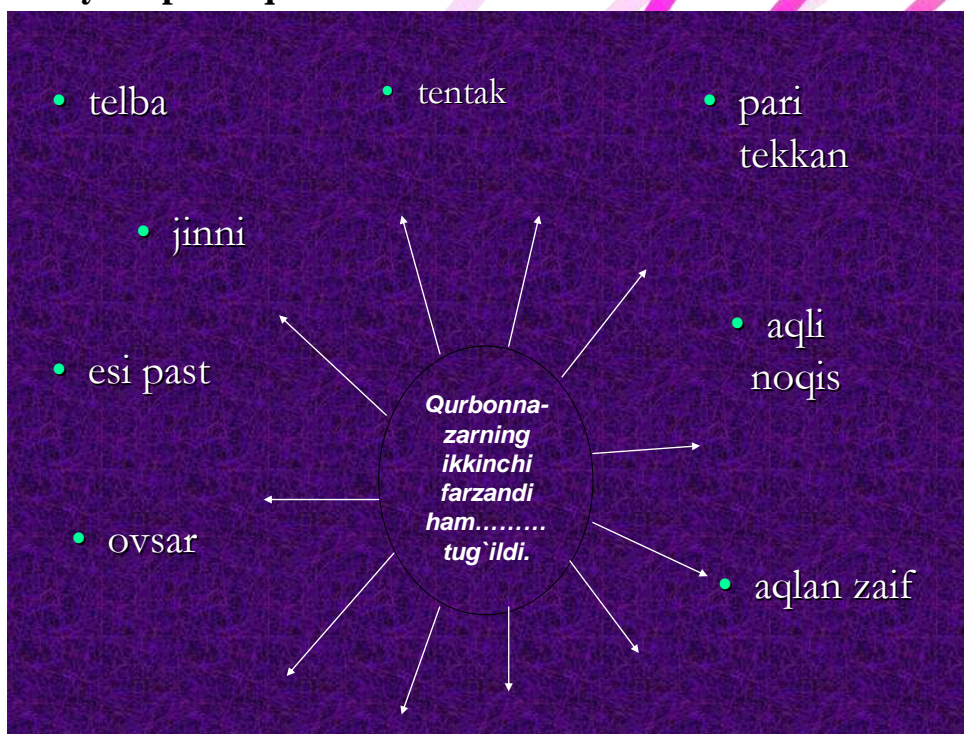 telba
tentak
pari
tekkan
jinni
aqli
noqis
esi past
Qurbonna-
zarning
ikkinchi
farzandi
ham………
tug`ildi.
ovsar
aqlan zaif